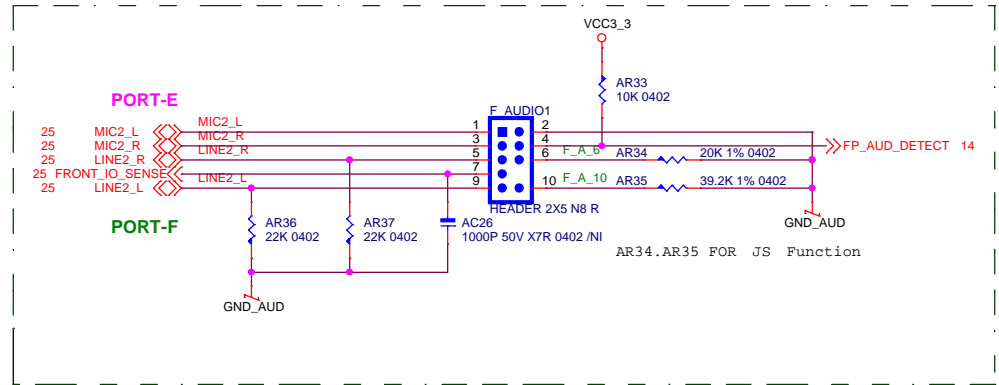 VCC3_3
AR33
10K 0402
PORT-E
F_AUDIO1
25 MIC2_L MIC2_L 1 2
25 MIC2_R MIC2_R 3 4 FP_AUD_DETECT 14
25 LINE2_R LINE2_R 5 6 F_A_6 AR34 20K 1% 0402
25 FRONT_IO_SENSE 7
25 LINE2_L LINE2_L 9 10 F_A_10 AR35 39.2K 1% 0402
HEADER 2X5 N8 R
GND_AUD
PORT-F
AR36
22K 0402
AR37
22K 0402
AC26
1000P 50V X7R 0402 /NI
AR34.AR35 FOR JS Function
GND_AUD